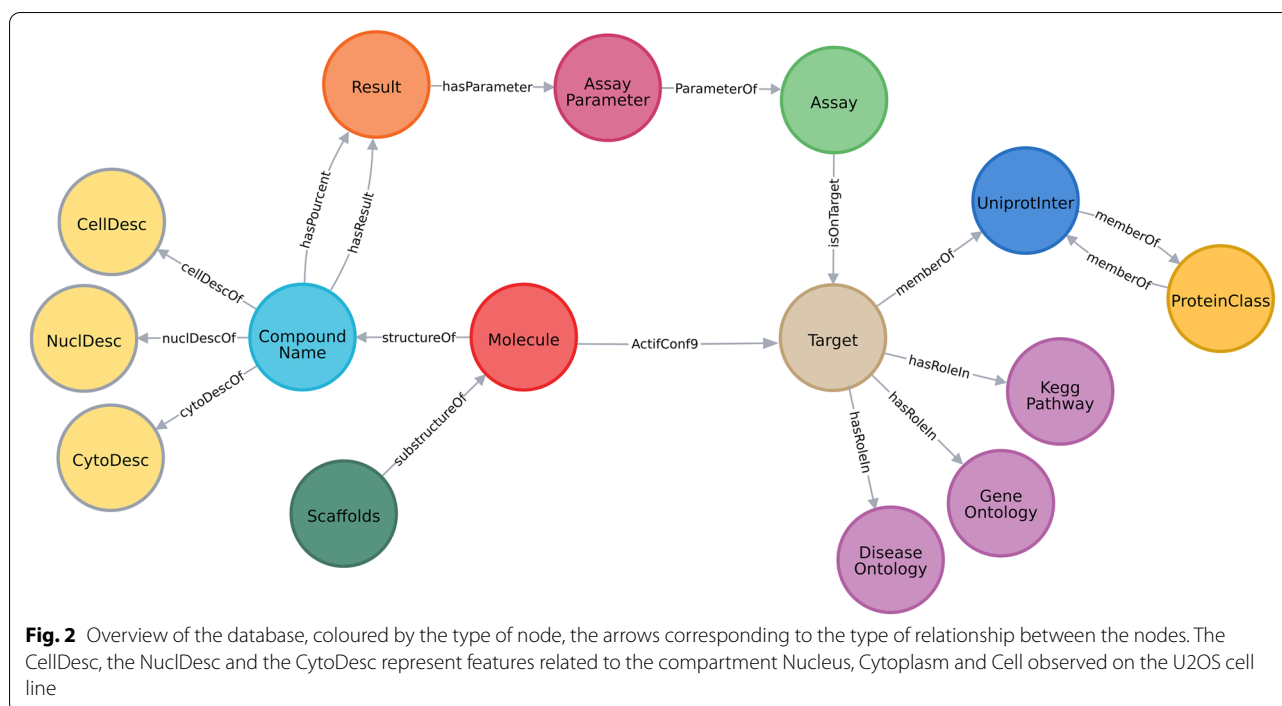 Result
hasParameter
Assay
Parameter
ParameterOf
Assay
hasPourcent
hasResult
isOnTarget
CellDesc
cellDescOf
NuclDesc
nuclDescOf
CytoDesc
cytoDescOf
Compound
Name
structureOf
Molecule
substructureOf
Scaffolds
ActifConf9
Target
memberOf
UniprotInter
memberOf
memberOf
ProteinClass
hasRoleIn
Kegg
Pathway
hasRoleIn
Gene
Ontology
hasRoleIn
Disease
Ontology
Fig. 2 Overview of the database, coloured by the type of node, the arrows corresponding to the type of relationship between the nodes. The
CellDesc, the NuclDesc and the CytoDesc represent features related to the compartment Nucleus, Cytoplasm and Cell observed on the U2OS cell
line